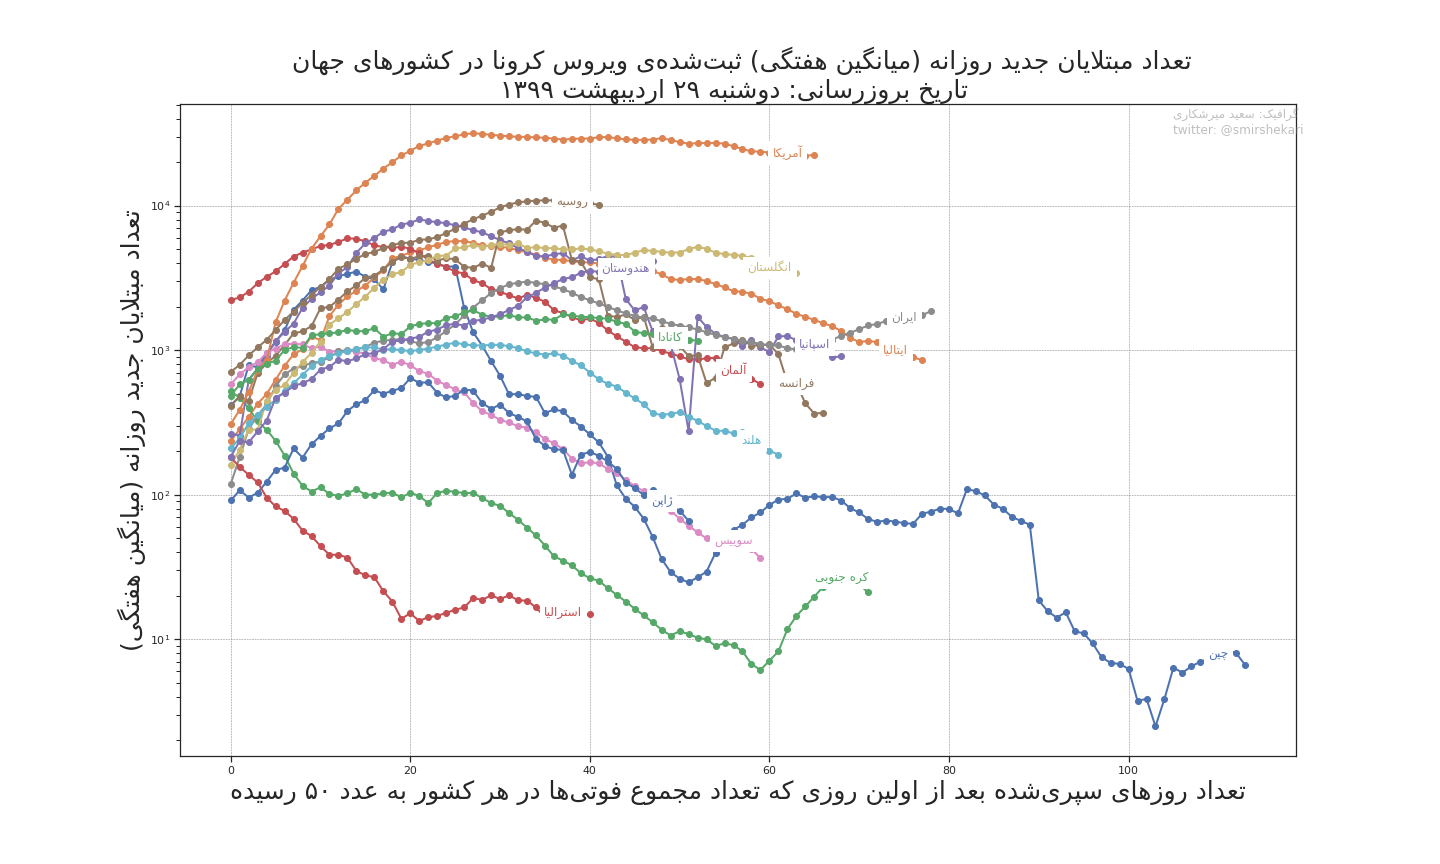 تعداد مبتلایان جدید روزانه (میانگین هفتگی) ثبت‌شده‌ی ویروس کرونا در کشورهای جهان
تاریخ بروزرسانی: دوشنبه ۲۹ اردیبهشت ۱۳۹۹
گرافیک: سعید میرشکاری
twitter: @smirshekari
تعداد مبتلایان جدید روزانه (میانگین هفتگی)
10⁴
10³
10²
10¹
آمریکا
روسیه
هندوستان
انگلستان
ایران
کانادا
اسپانیا
ایتالیا
آلمان
فرانسه
هلند
ژاپن
سوییس
کره جنوبی
استرالیا
چین
0 20 40 60 80 100
تعداد روزهای سپری‌شده بعد از اولین روزی که تعداد مجموع فوتی‌ها در هر کشور به عدد ۵۰ رسیده